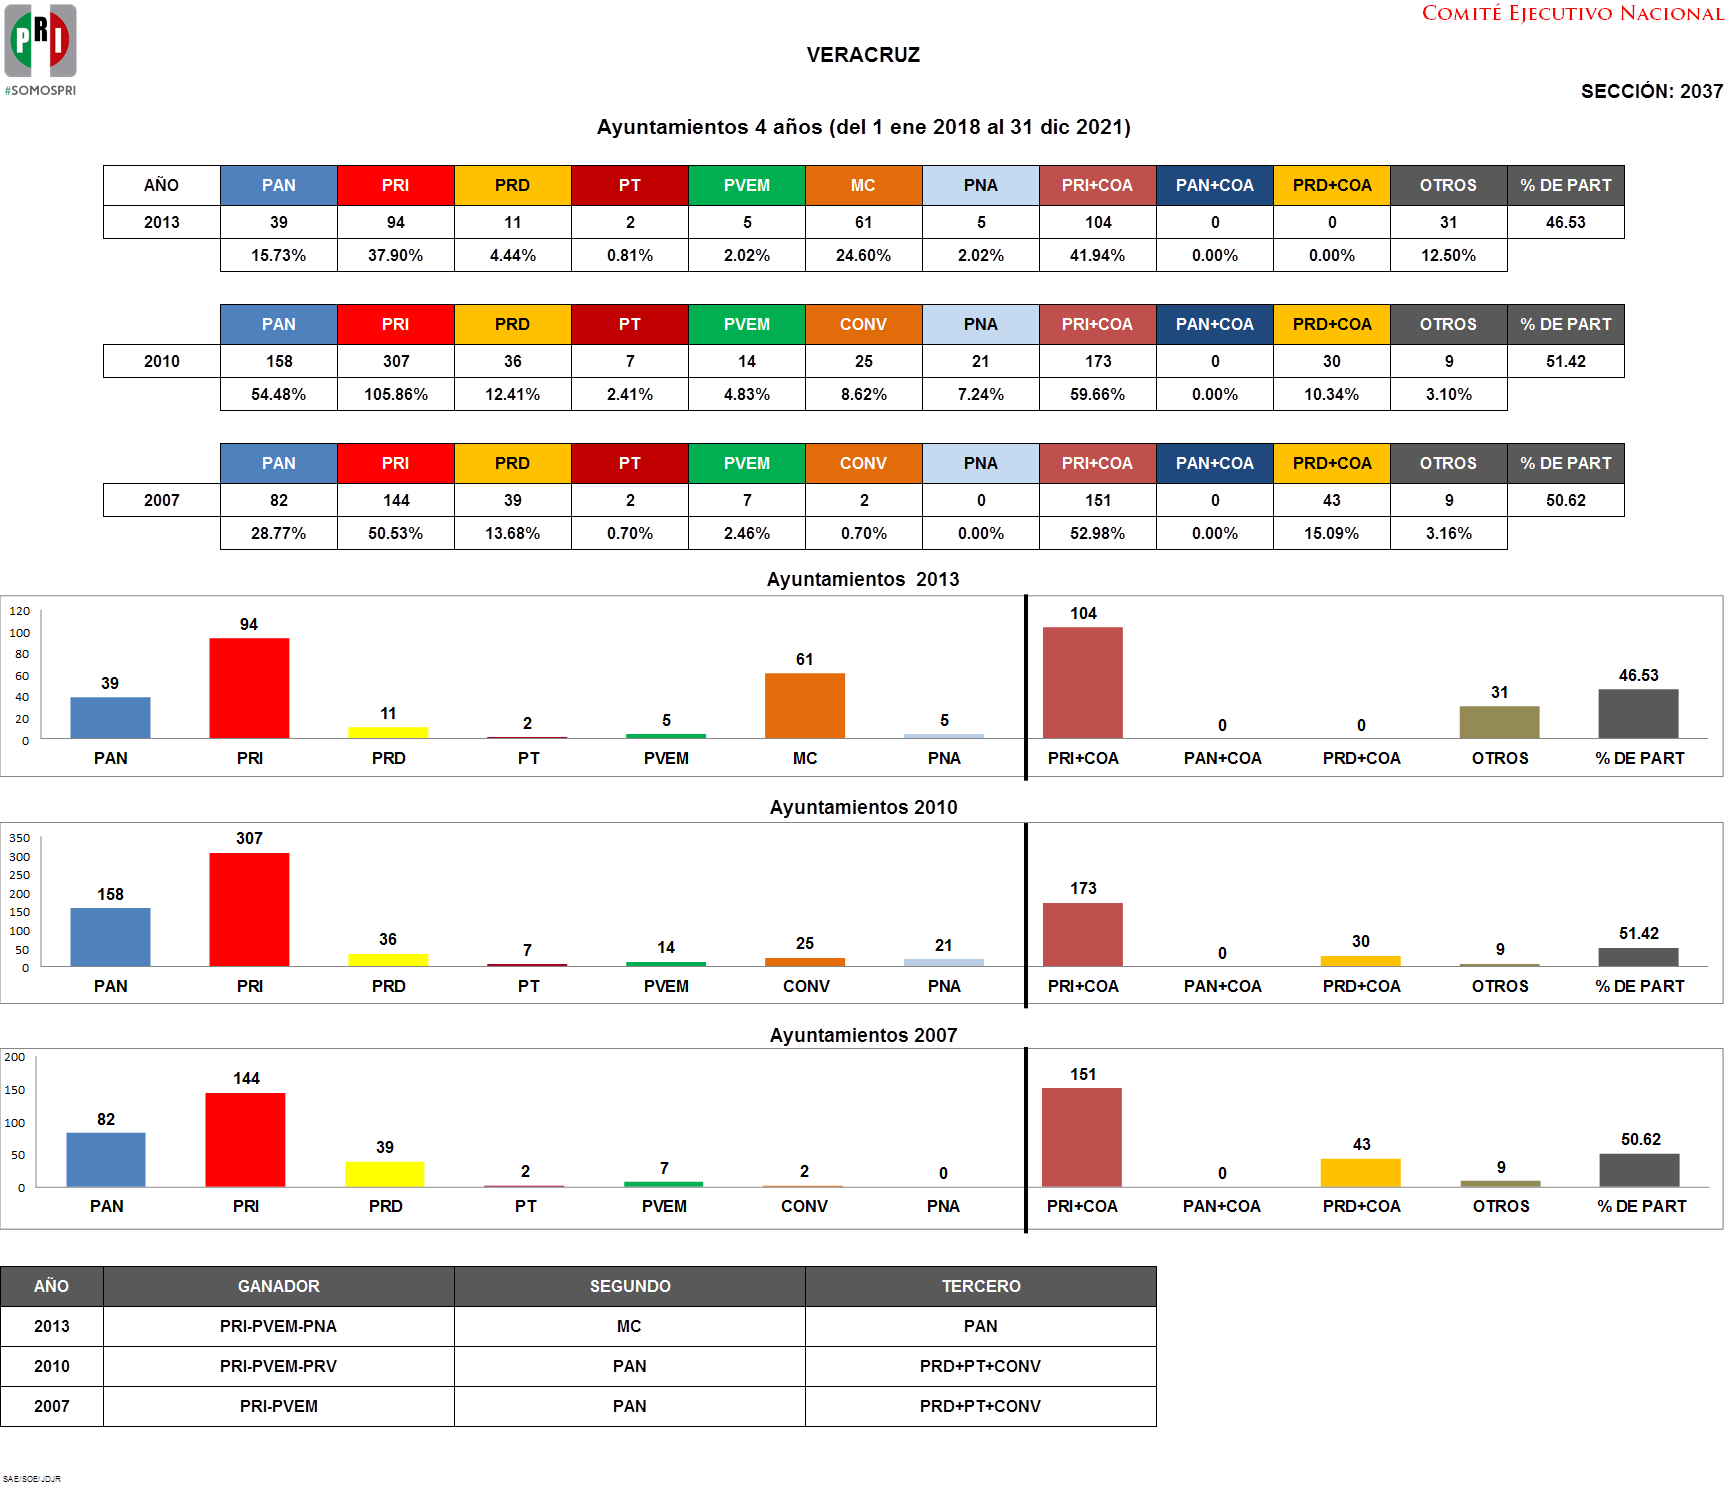 COMITÉ EJECUTIVO NACIONAL
PRI
#SOMOSPRI
VERACRUZ
SECCIÓN: 2037
Ayuntamientos 4 años (del 1 ene 2018 al 31 dic 2021)
AÑO PAN PRI PRD PT PVEM MC PNA PRI+COA PAN+COA PRD+COA OTROS % DE PART
2013 39 94 11 2 5 61 5 104 0 0 31 46.53
15.73% 37.90% 4.44% 0.81% 2.02% 24.60% 2.02% 41.94% 0.00% 0.00% 12.50%
PAN PRI PRD PT PVEM CONV PNA PRI+COA PAN+COA PRD+COA OTROS % DE PART
2010 158 307 36 7 14 25 21 173 0 30 9 51.42
54.48% 105.86% 12.41% 2.41% 4.83% 8.62% 7.24% 59.66% 0.00% 10.34% 3.10%
PAN PRI PRD PT PVEM CONV PNA PRI+COA PAN+COA PRD+COA OTROS % DE PART
2007 82 144 39 2 7 2 0 151 0 43 9 50.62
28.77% 50.53% 13.68% 0.70% 2.46% 0.70% 0.00% 52.98% 0.00% 15.09% 3.16%
Ayuntamientos 2013
120
100
80
60
40
20
0
39 94 11 2 5 61 5 104 0 0 31 46.53
PAN PRI PRD PT PVEM MC PNA PRI+COA PAN+COA PRD+COA OTROS % DE PART
Ayuntamientos 2010
350
300
250
200
150
100
50
0
158 307 36 7 14 25 21 173 0 30 9 51.42
PAN PRI PRD PT PVEM CONV PNA PRI+COA PAN+COA PRD+COA OTROS % DE PART
Ayuntamientos 2007
200
150
100
50
0
82 144 39 2 7 2 0 151 0 43 9 50.62
PAN PRI PRD PT PVEM CONV PNA PRI+COA PAN+COA PRD+COA OTROS % DE PART
AÑO GANADOR SEGUNDO TERCERO
2013 PRI-PVEM-PNA MC PAN
2010 PRI-PVEM-PRV PAN PRD+PT+CONV
2007 PRI-PVEM PAN PRD+PT+CONV
SAE/SOE/JDJR